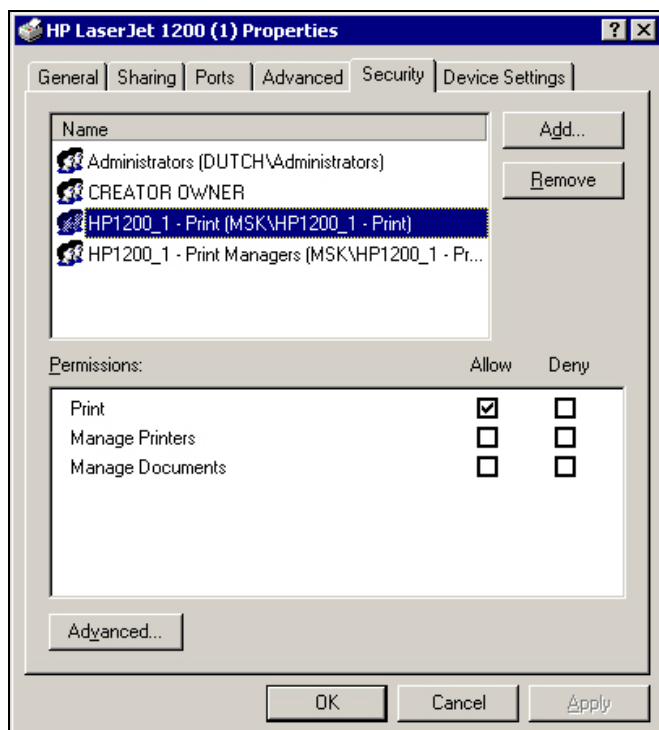 HP LaserJet 1200 (1) Properties
General Sharing Ports Advanced Security Device Settings
Name
Add...
Administrators (DUTCH\Administrators)
CREATOR OWNER
Remove
HP1200_1 - Print (MSK\HP1200_1 - Print)
HP1200_1 - Print Managers (MSK\HP1200_1 - Pr...
Permissions: Allow Deny
Print
Manage Printers
Manage Documents
Advanced...
OK Cancel Apply